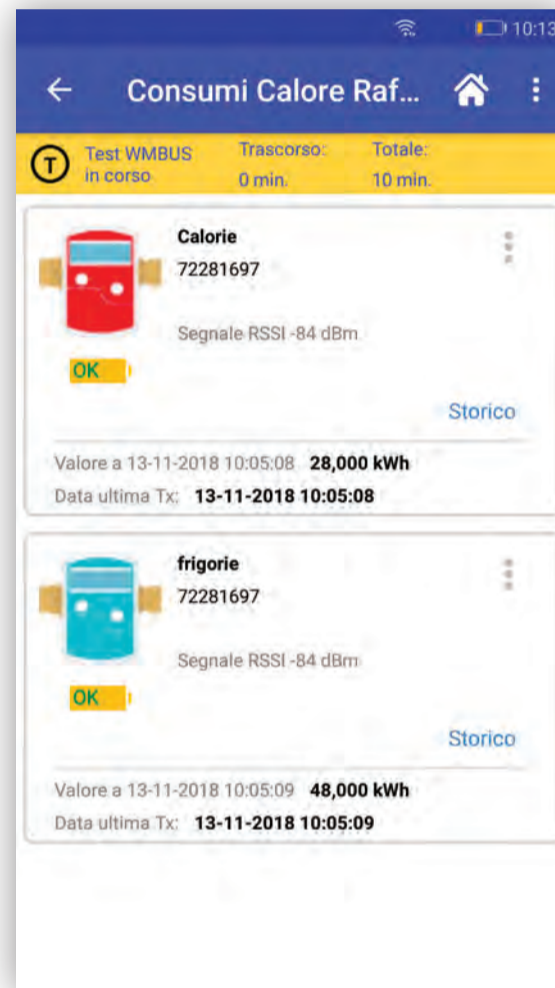 10:13
Consumi Calore Raf...
T
Test WMBUS
in corso
Trascorso:
0 min.
Totale:
10 min.
Calorie
72281697
Segnale RSSI -84 dBm
OK
Storico
Valore a 13-11-2018 10:05:08 28,000 kWh
Data ultima Tx: 13-11-2018 10:05:08
frigorie
72281697
Segnale RSSI -84 dBm
OK
Storico
Valore a 13-11-2018 10:05:09 48,000 kWh
Data ultima Tx: 13-11-2018 10:05:09